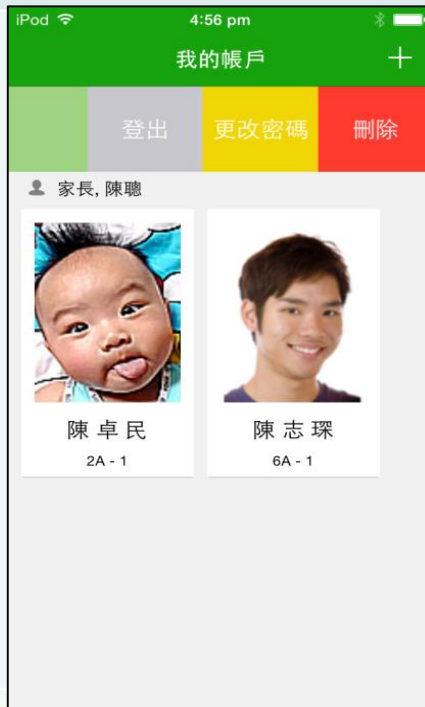 iPod 4:56 pm
我的帳戶 +
登出 更改密碼 刪除
家長, 陳聰
陳卓民 陳志琛
2A - 1 6A - 1